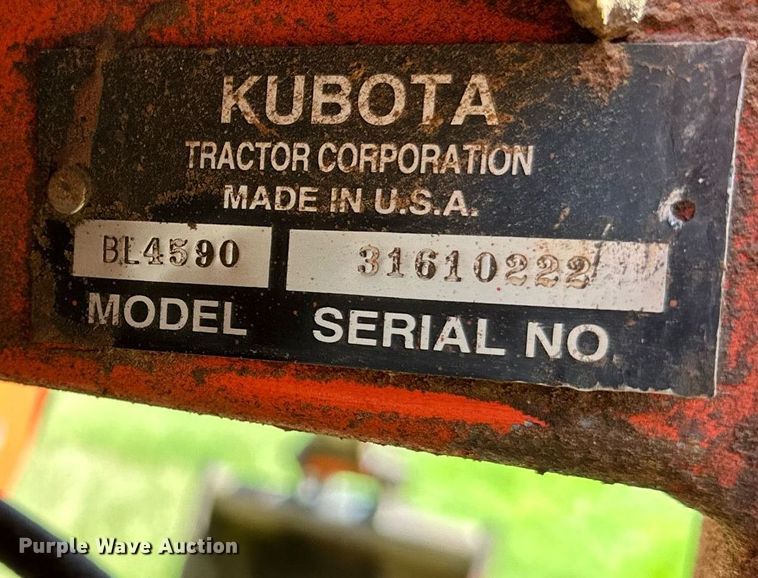 KUBOTA
TRACTOR CORPORATION
MADE IN U.S.A.
BL4590 31610222
MODEL SERIAL NO
Purple Wave Auction